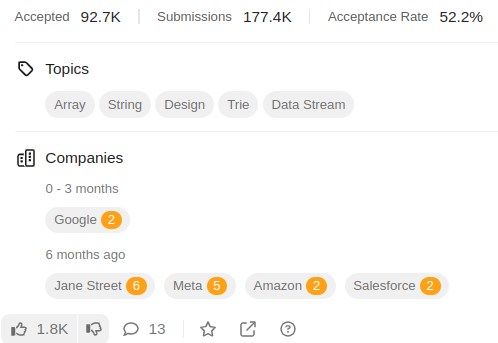 Accepted 92.7K Submissions 177.4K Acceptance Rate 52.2%
Topics
Array String Design Trie Data Stream
Companies
0 - 3 months
Google 2
6 months ago
Jane Street 6 Meta 5 Amazon 2 Salesforce 2
1.8K 13